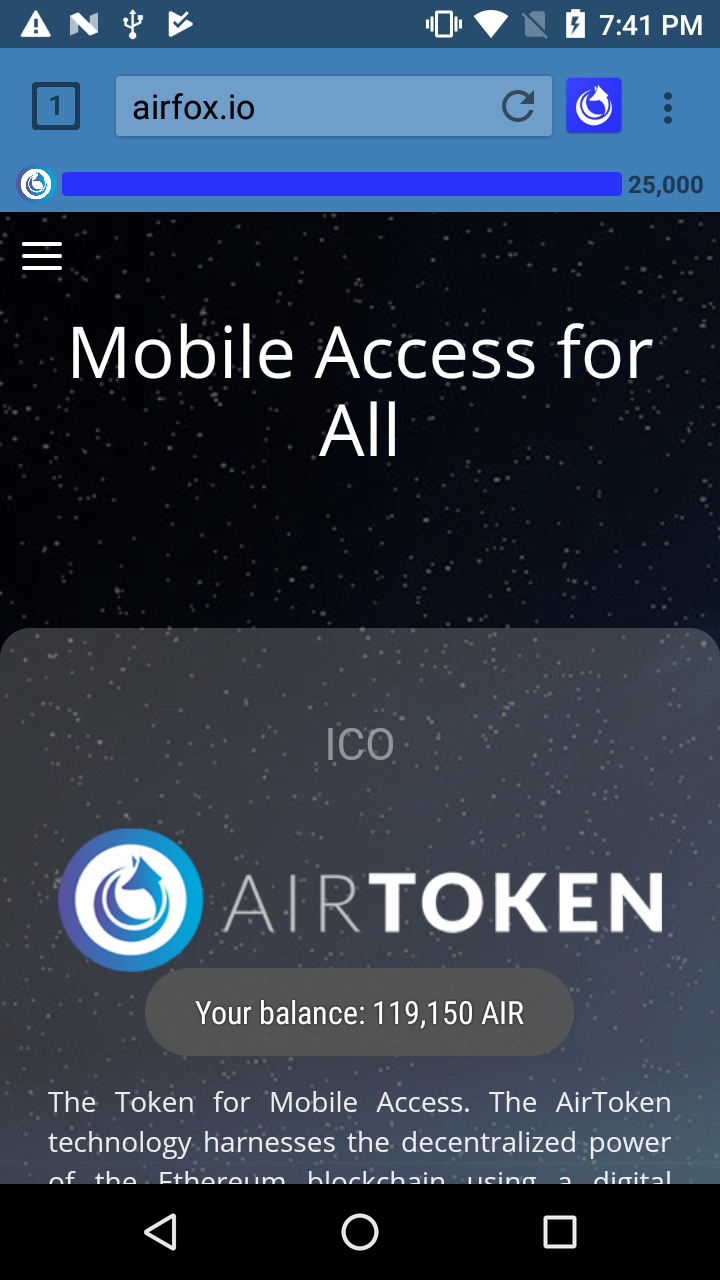 7:41 PM
1
airfox.io
25,000
Mobile Access for
All
ICO
AIRTOKEN
Your balance: 119,150 AIR
The Token for Mobile Access. The AirToken
technology harnesses the decentralized power
of the Ethereum blockchain using a digital